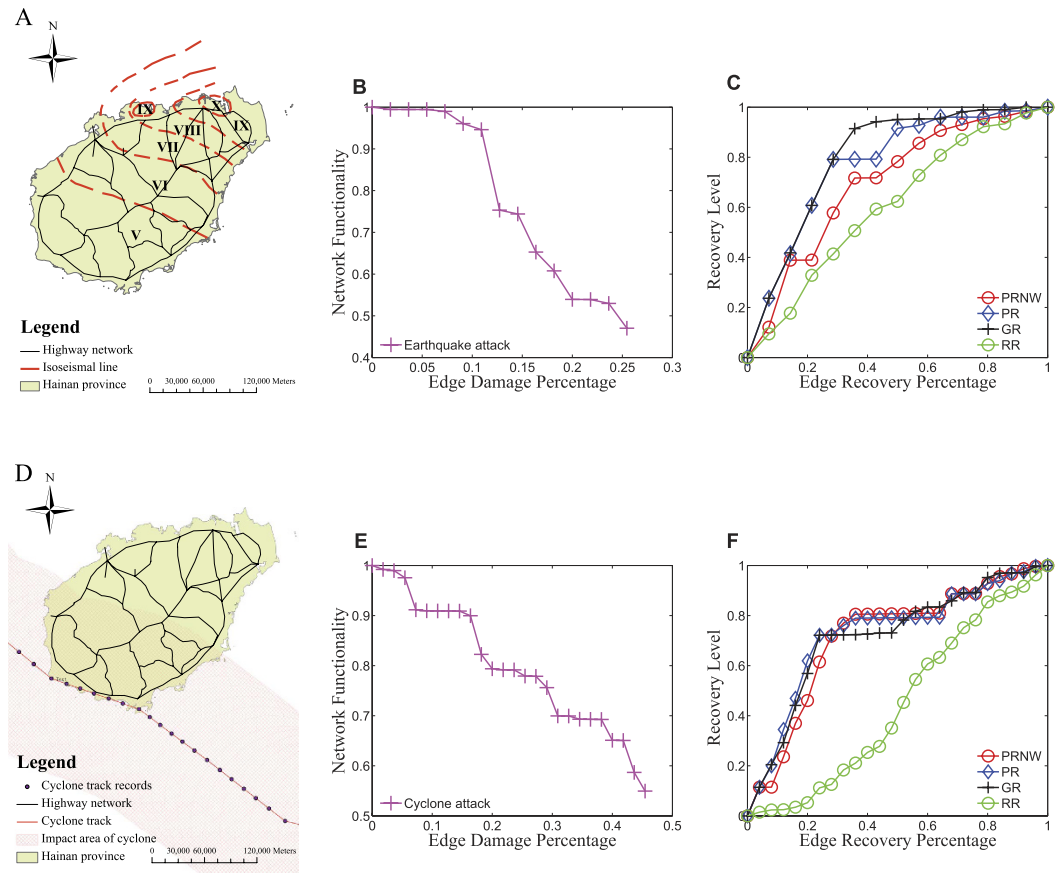 A
N
IX
X
VIII
IX
VII
VI
V
Legend
Highway network
Isoseismal line
Hainan province
0 30,000 60,000 120,000 Meters
B
1
0.9
0.8
0.7
0.6
0.5
0.4
Network Functionality
Earthquake attack
0 0.05 0.1 0.15 0.2 0.25 0.3
Edge Damage Percentage
C
1
0.8
0.6
0.4
0.2
0
Recovery Level
PRNW
PR
GR
RR
0 0.2 0.4 0.6 0.8 1
Edge Recovery Percentage
D
N
Legend
Cyclone track records
Highway network
Cyclone track
Impact area of cyclone
Hainan province
0 30,000 60,000 120,000 Meters
E
1
0.9
0.8
0.7
0.6
0.5
Network Functionality
Cyclone attack
0 0.1 0.2 0.3 0.4 0.5
Edge Damage Percentage
F
1
0.8
0.6
0.4
0.2
0
Recovery Level
PRNW
PR
GR
RR
0 0.2 0.4 0.6 0.8 1
Edge Recovery Percentage